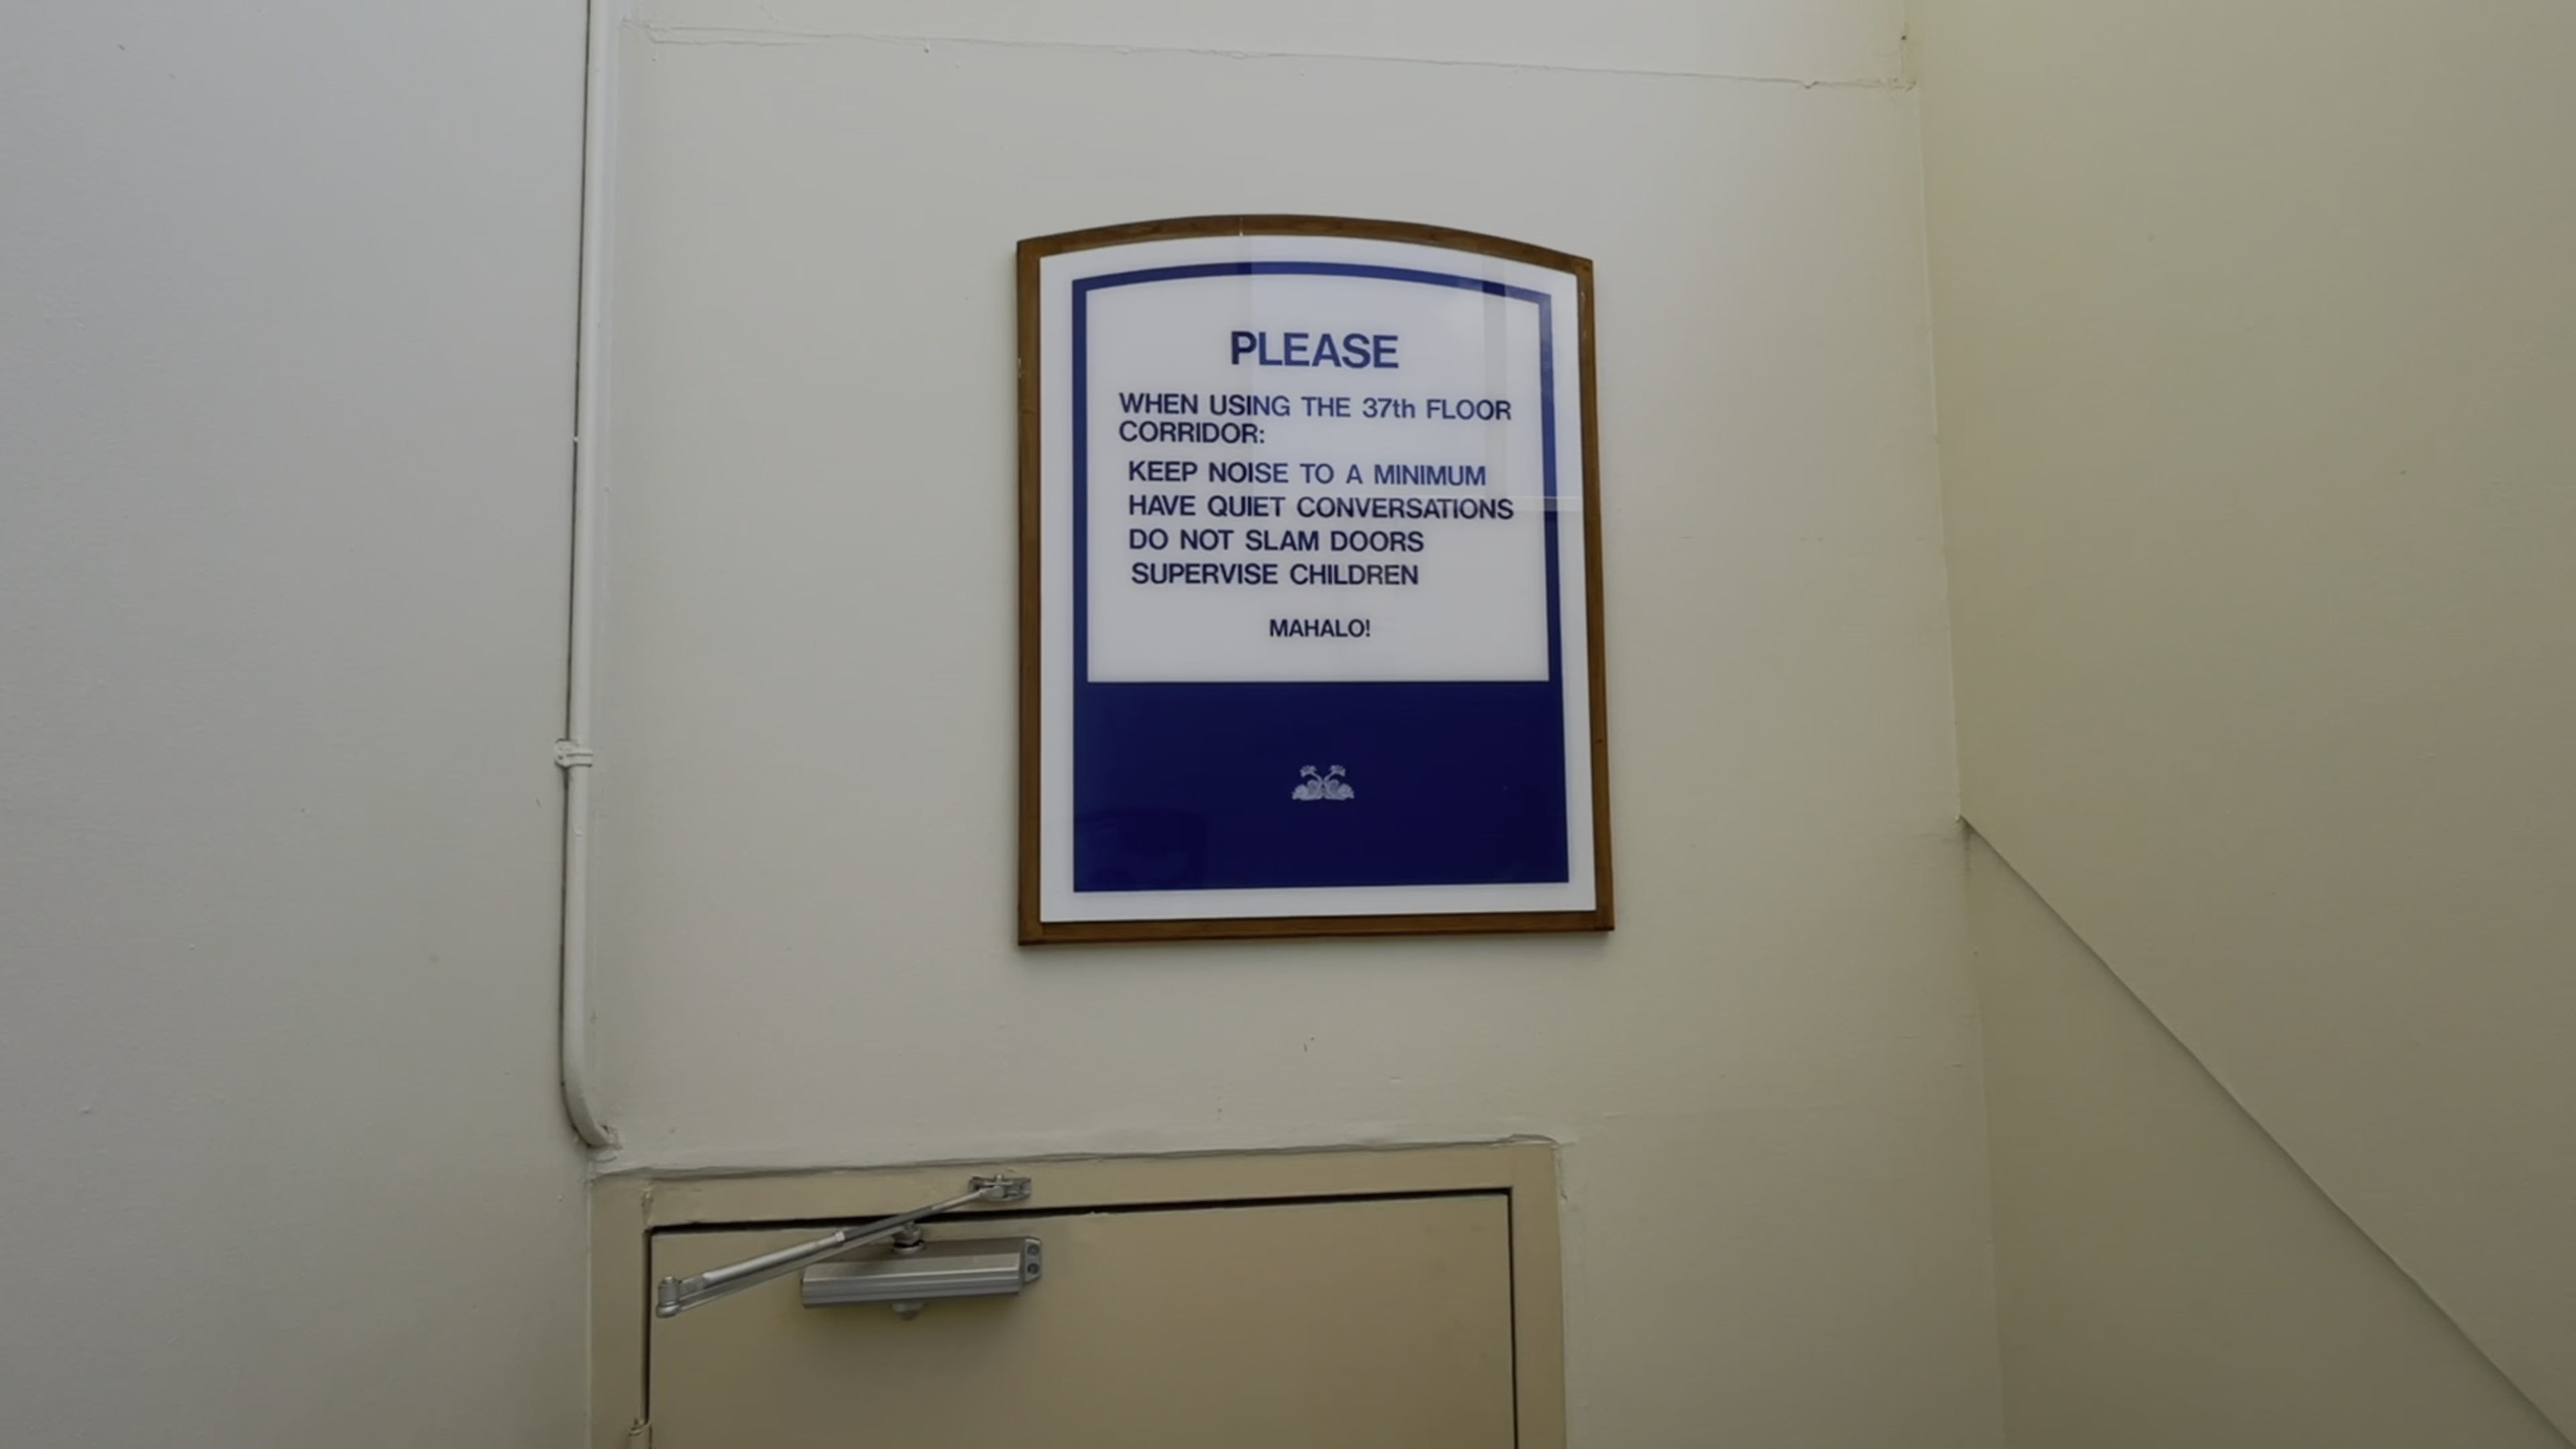 PLEASE
WHEN USING THE 37th FLOOR
CORRIDOR:
KEEP NOISE TO A MINIMUM
HAVE QUIET CONVERSATIONS
DO NOT SLAM DOORS
SUPERVISE CHILDREN
MAHALO!